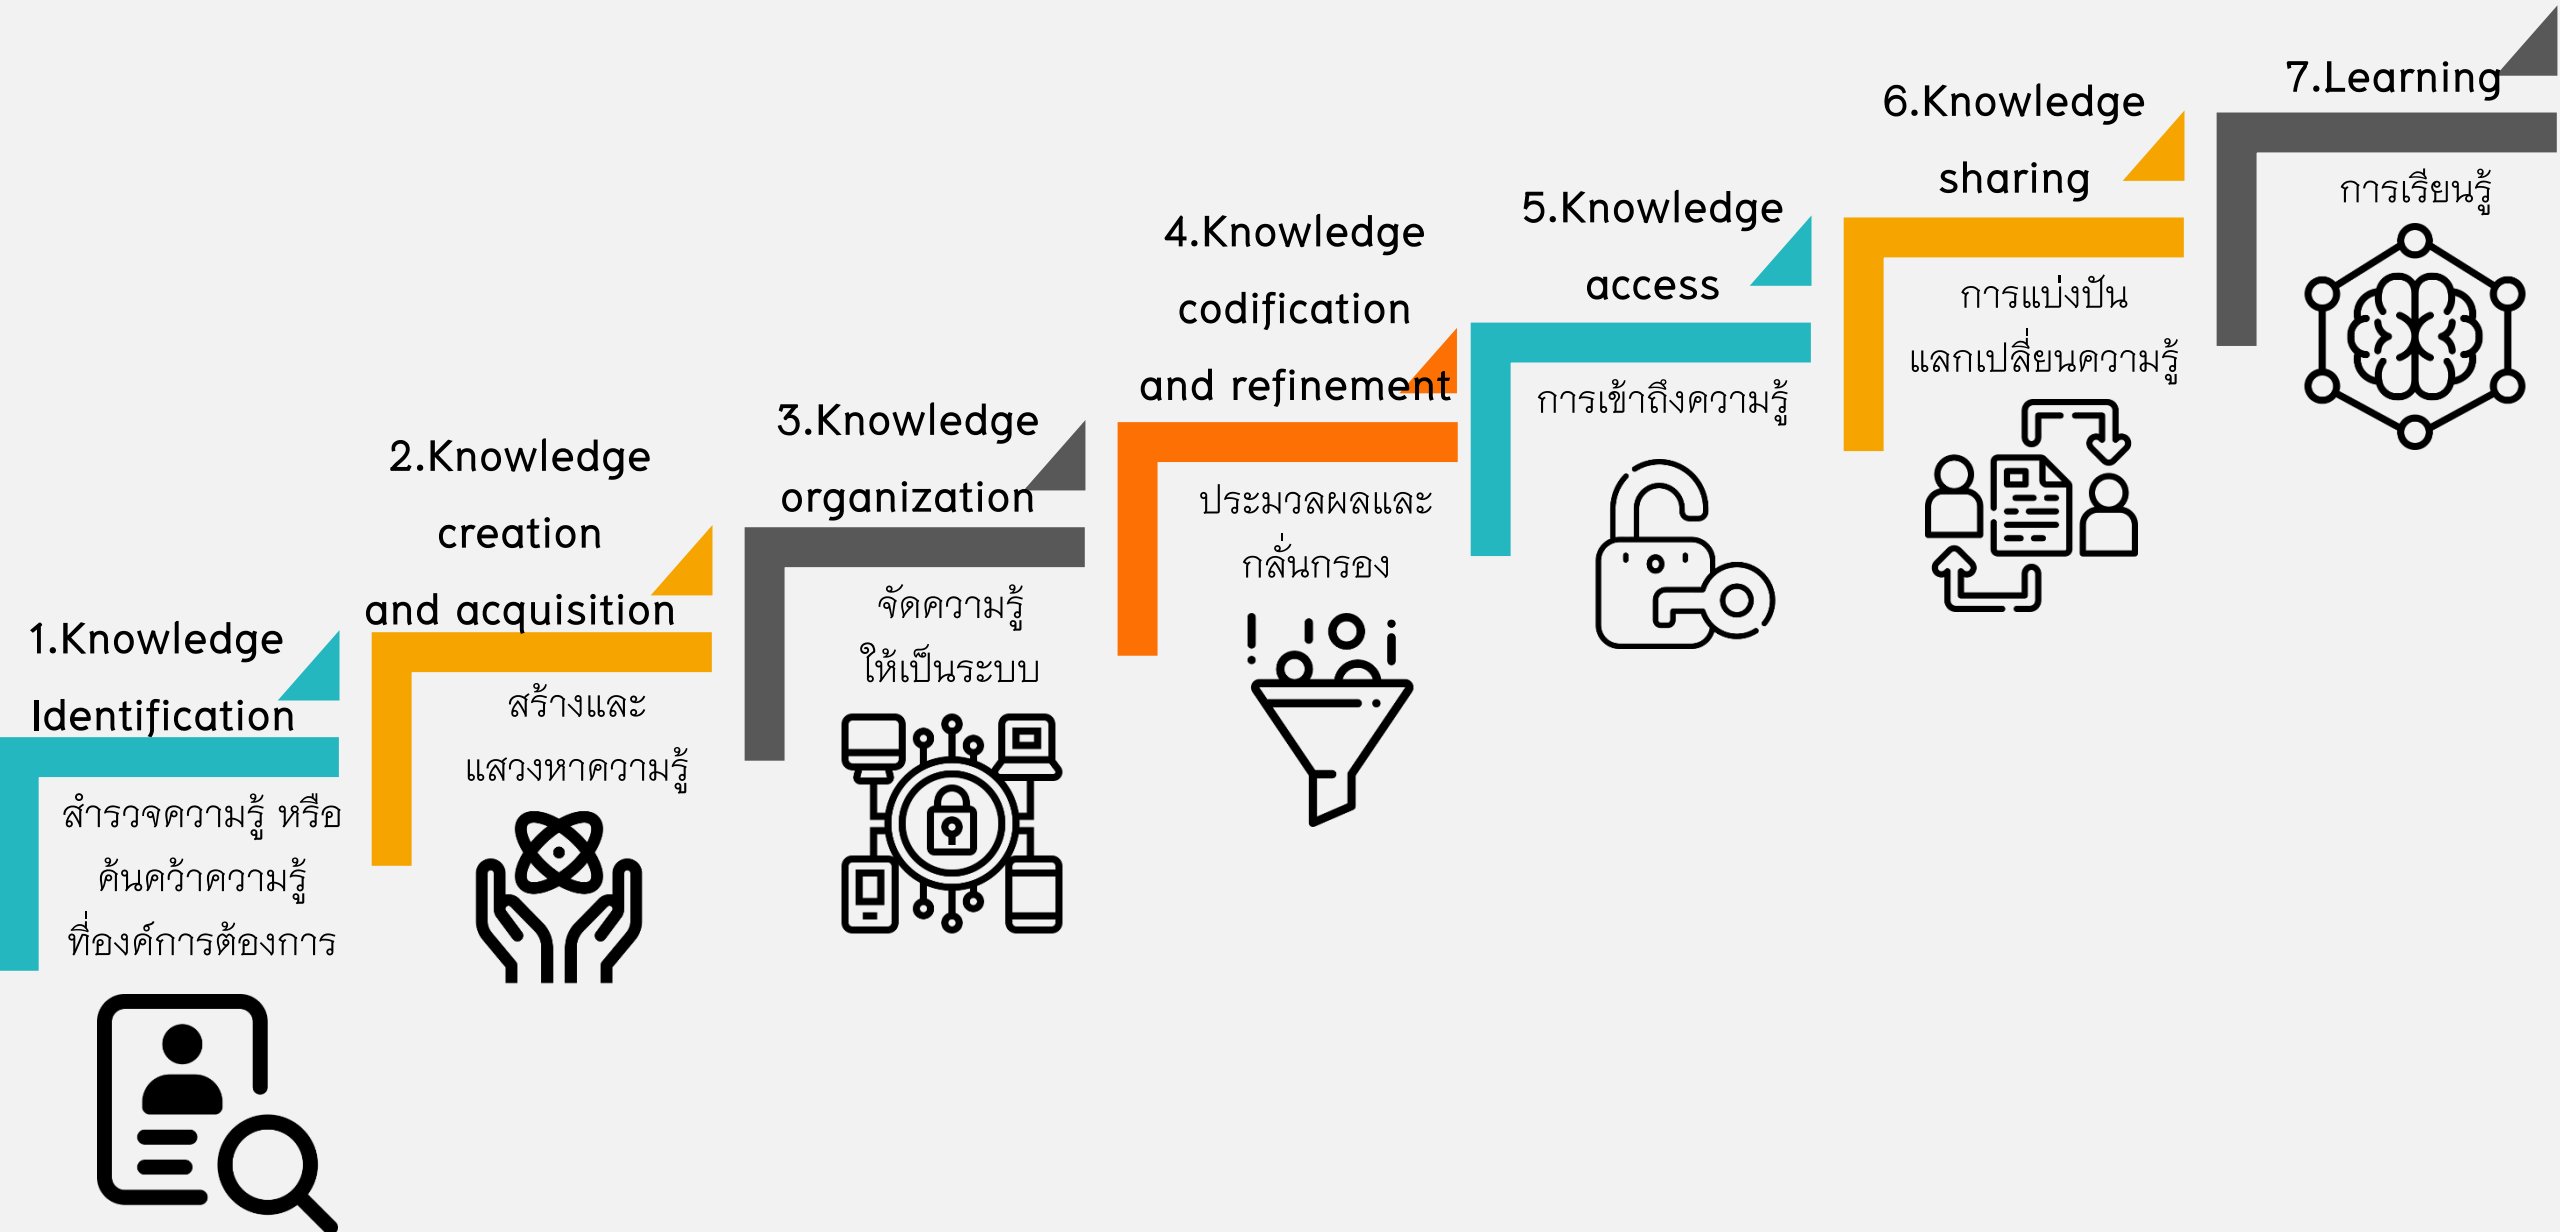 1.Knowledge
Identification
สำรวจความรู้ หรือ
ค้นคว้าความรู้
ที่องค์การต้องการ
2.Knowledge
creation
and acquisition
สร้างและ
แสวงหาความรู้
3.Knowledge
organization
จัดความรู้
ให้เป็นระบบ
4.Knowledge
codification
and refinement
ประมวลผลและ
กลั่นกรอง
5.Knowledge
access
การเข้าถึงความรู้
6.Knowledge
sharing
การแบ่งปัน
แลกเปลี่ยนความรู้
7.Learning
การเรียนรู้